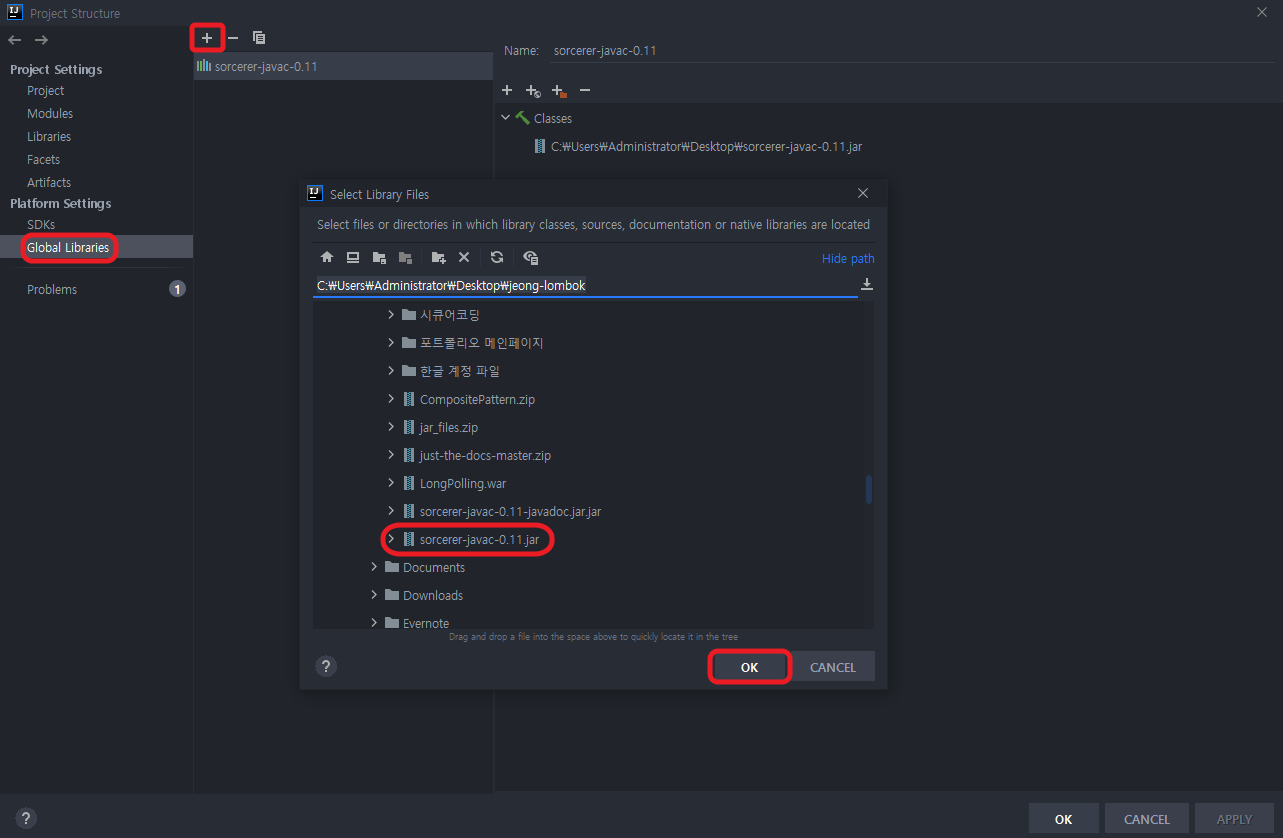 Project Structure
Project Settings
Project
Modules
Libraries
Facets
Artifacts
Platform Settings
SDKs
Global Libraries
Problems
1
sorcerer-javac-0.11
Name: sorcerer-javac-0.11
Classes
C:₩Users₩Administrator₩Desktop₩sorcerer-javac-0.11.jar
Select Library Files
Select files or directories in which library classes, sources, documentation or native libraries are located
Hide path
C:₩Users₩Administrator₩Desktop₩jeong-lombok
시큐어코딩
포트폴리오 메인페이지
한글 계정 파일
CompositePattern.zip
jar_files.zip
just-the-docs-master.zip
LongPolling.war
sorcerer-javac-0.11-javadoc.jar.jar
sorcerer-javac-0.11.jar
Documents
Downloads
Evernote
Drag and drop a file into the space above to quickly locate it in the tree
? OK CANCEL
? OK CANCEL APPLY